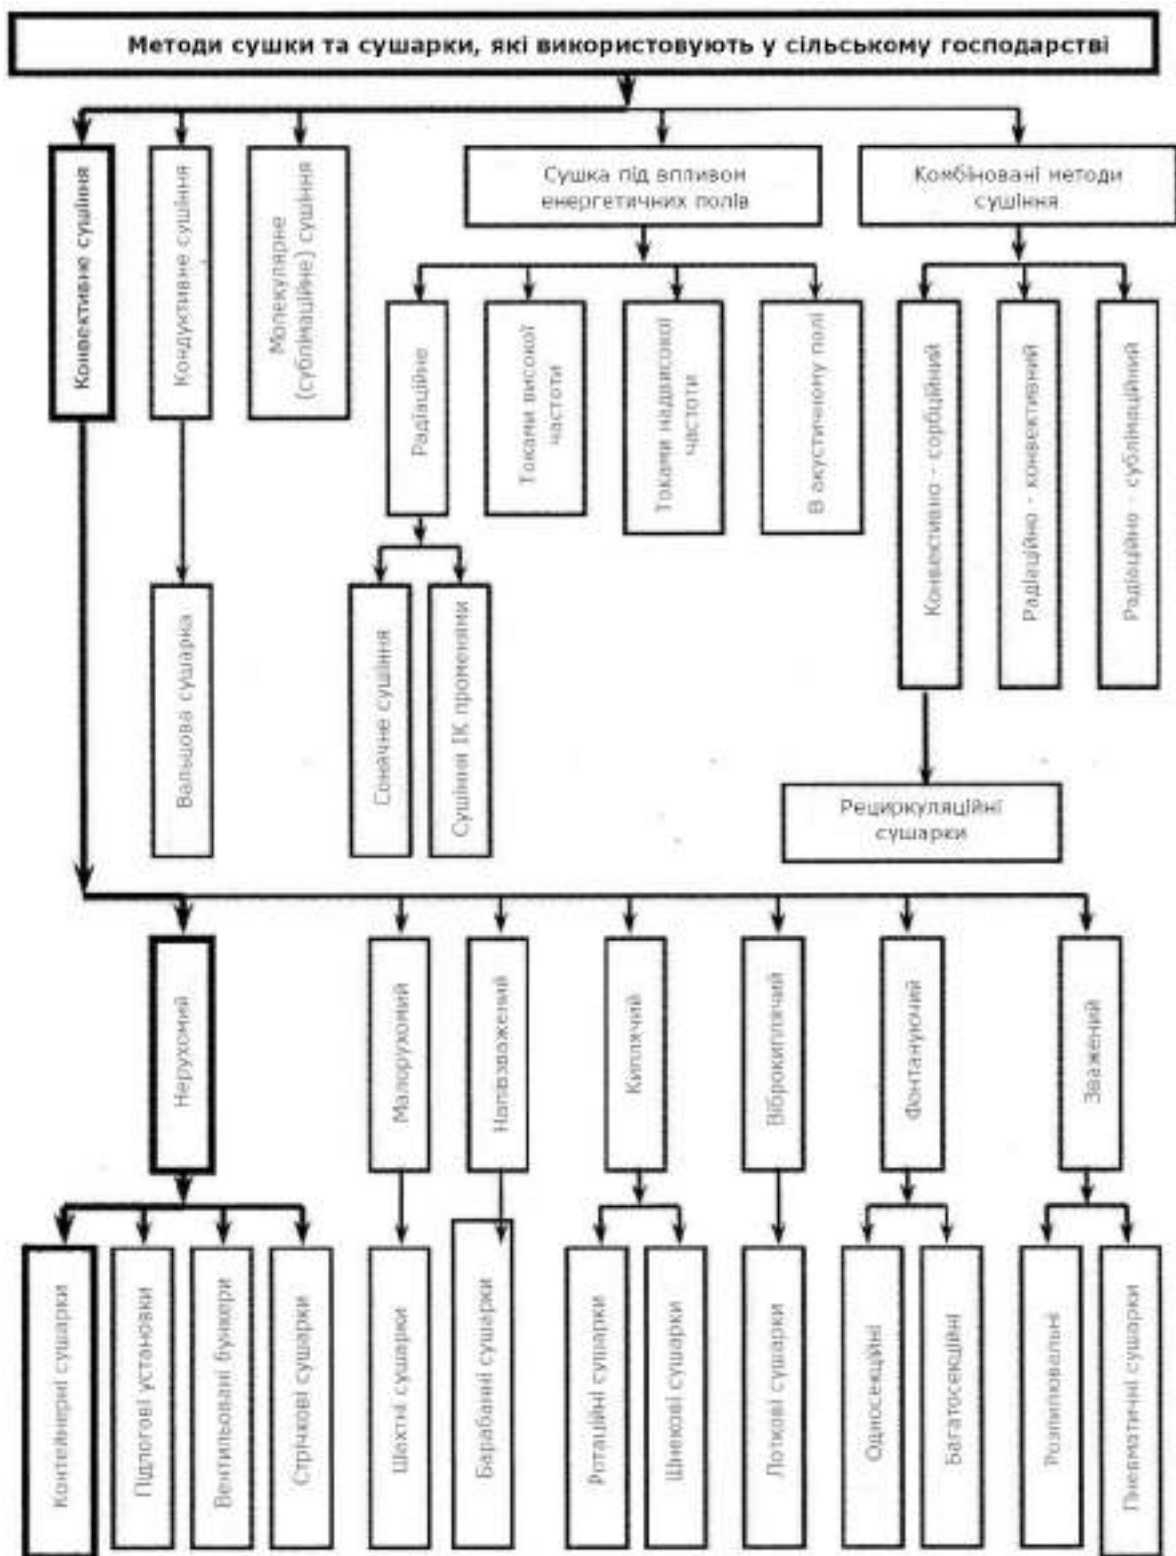 Методи сушки та сушарки, які використовують у сільському господарстві
Конвективне сушіння
Кондуктивне сушіння
Молекулярне
(сублімаційне) сушіння
Сушка під впливом
енергетичних полів
Комбіновані методи
сушіння
Радіаційне
Токами високої
частоти
Токами надвисокої
частоти
В акустичному полі
Конвективно - сорбційний
Радіаційно - конвективний
Радіаційно - сублімаційний
Вальцова сушарка
Сонячне сушіння
Сушіння ІК променями
Рециркуляційні
сушарки
Нерухомий
Малорухомий
Напівзважений
Киплячий
Віброкиплячий
Фонтануючий
Зважений
Контейнерні сушарки
Підлогові установки
Вентильовані бункери
Стрічкові сушарки
Шахтні сушарки
Барабанні сушарки
Ротаційні сушарки
Шнекові сушарки
Лоткові сушарки
Односекційні
Багатосекційні
Розпилювальні
Пневматичні сушарки